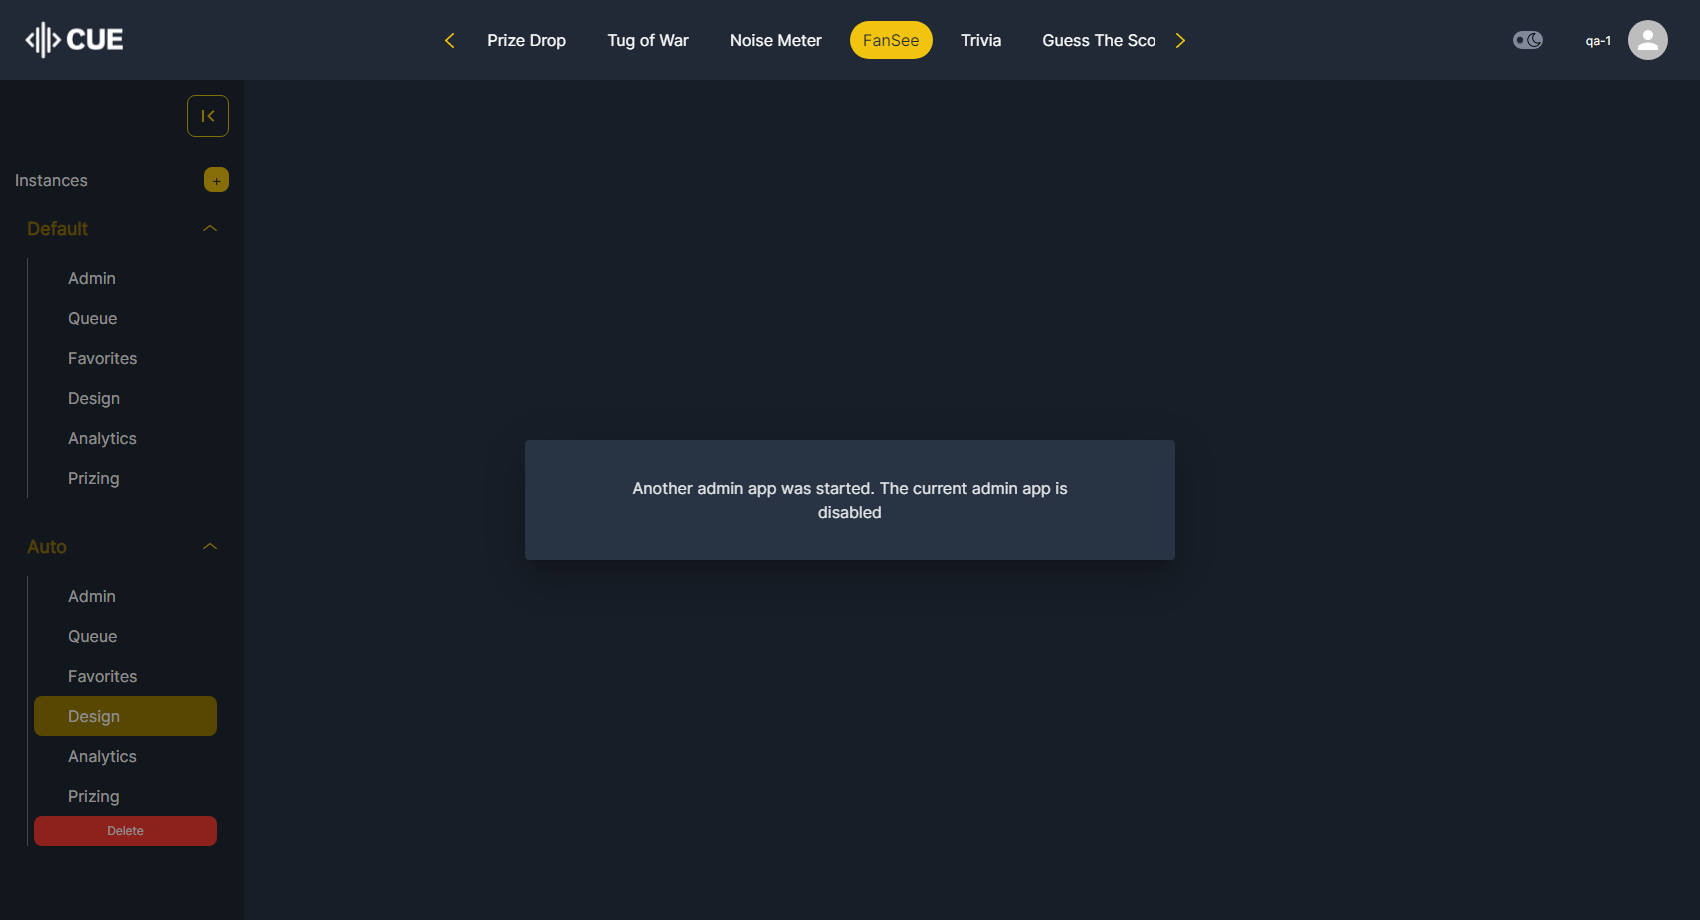 CUE
Prize Drop
Tug of War
Noise Meter
FanSee
Trivia
Guess The Sco
qa-1
Instances
+
Default
Admin
Queue
Favorites
Design
Analytics
Prizing
Auto
Admin
Queue
Favorites
Design
Analytics
Prizing
Delete
Another admin app was started. The current admin app is
disabled